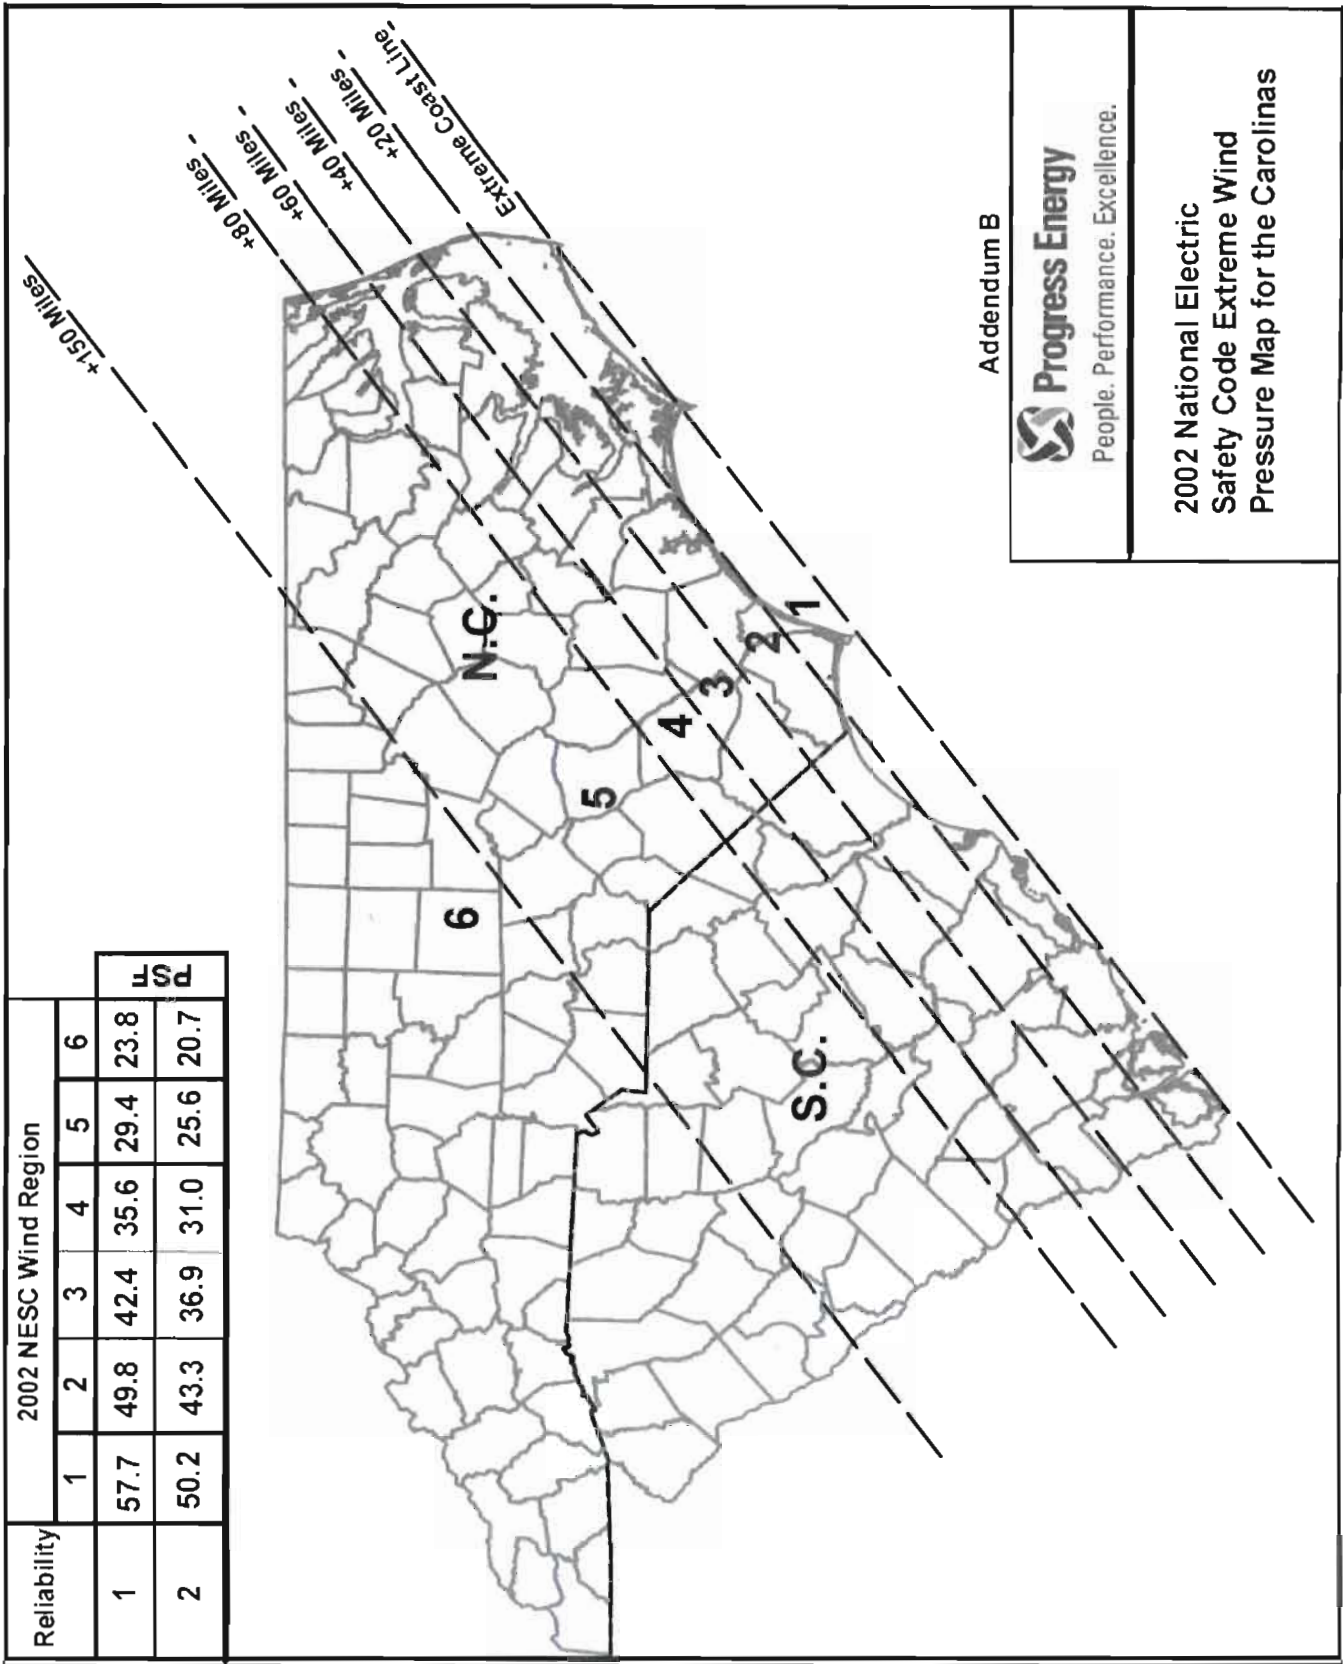 Reliability 2002 NESC Wind Region
1 2 3 4 5 6
1 57.7 49.8 42.4 35.6 29.4 23.8 PSF
2 50.2 43.3 36.9 31.0 25.6 20.7
+150 Miles
+80 Miles
+60 Miles
+40 Miles
+20 Miles
Extreme Coast Line
N.C.
6
5
4
3
2
1
S.C.
Addendum B
Progress Energy
People. Performance. Excellence.
2002 National Electric
Safety Code Extreme Wind
Pressure Map for the Carolinas